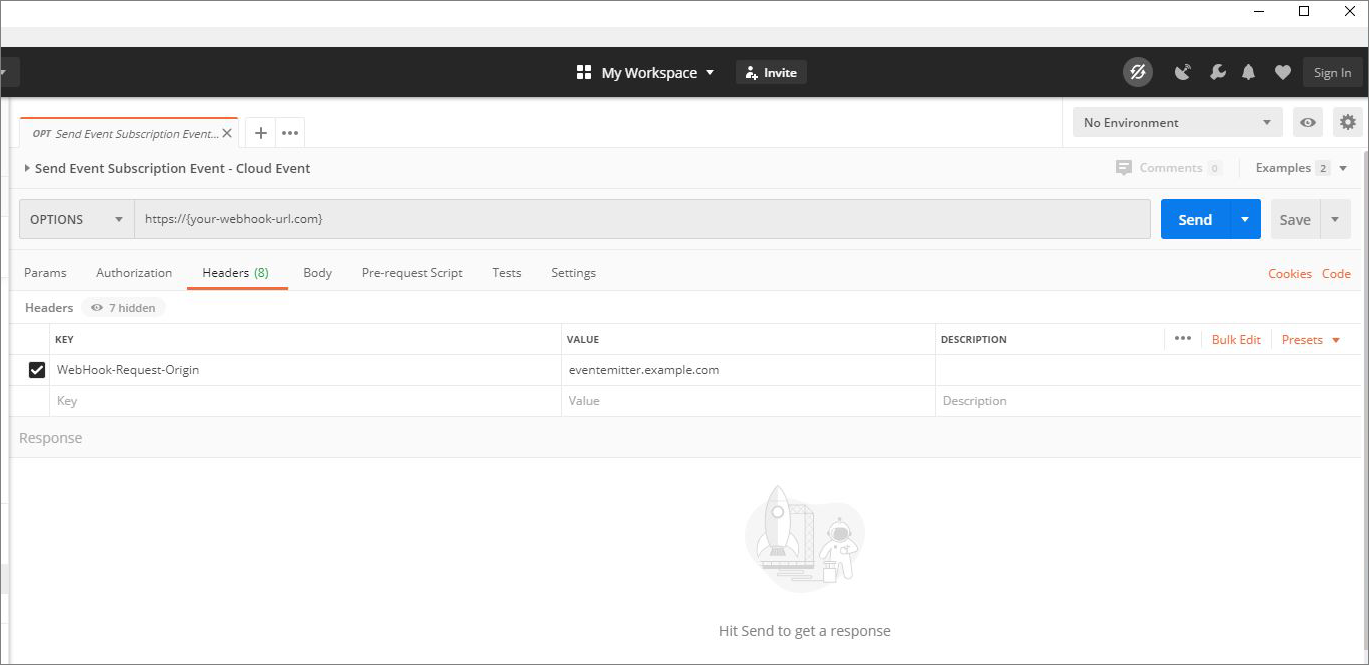 My Workspace Invite Sign In
OPT Send Event Subscription Event... No Environment
Send Event Subscription Event - Cloud Event Comments 0 Examples 2
OPTIONS https://{your-webhook-url.com} Send Save
Params Authorization Headers (8) Body Pre-request Script Tests Settings Cookies Code
Headers 7 hidden
KEY VALUE DESCRIPTION Bulk Edit Presets
WebHook-Request-Origin eventemitter.example.com
Key Value Description
Response
Hit Send to get a response